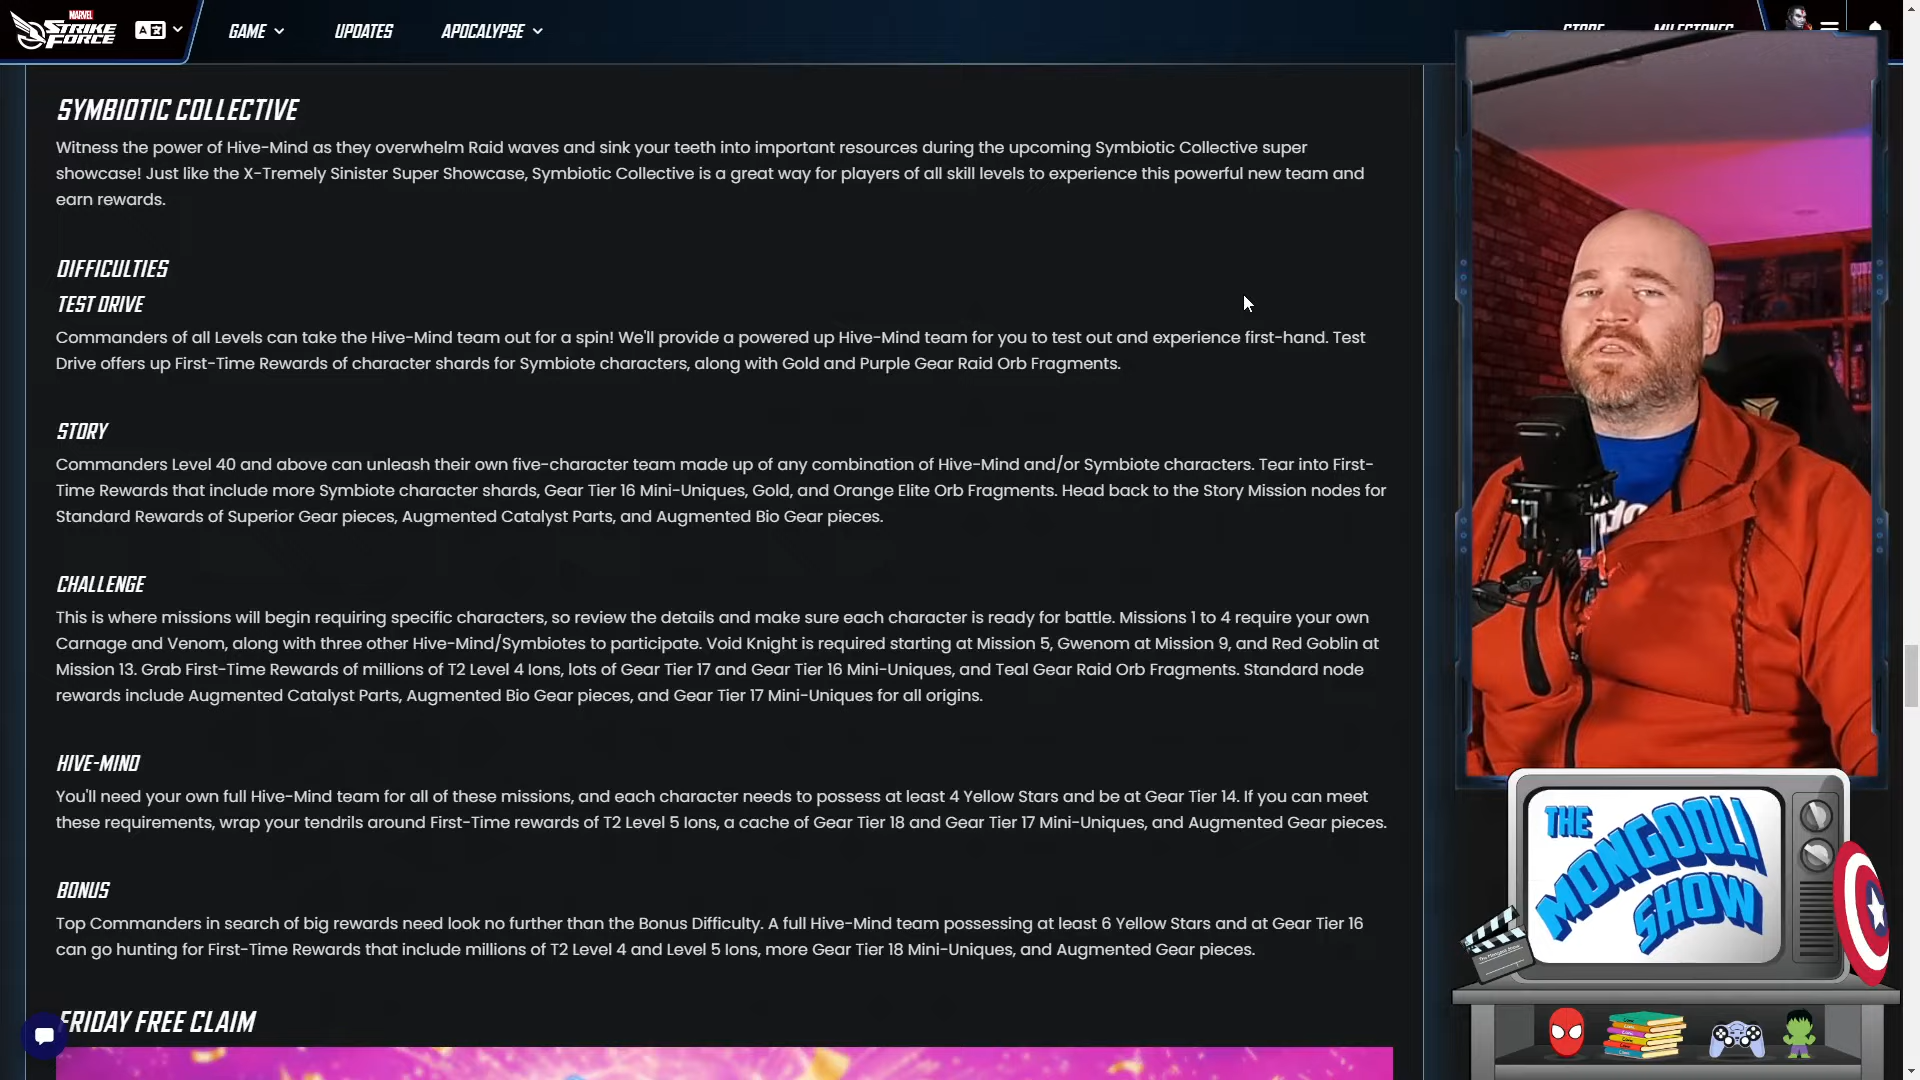 MARVEL
STRIKE
FORCE
GAME
UPDATES
APOCALYPSE
STORE
MILESTONES
SYMBIOTIC COLLECTIVE
Witness the power of Hive-Mind as they overwhelm Raid waves and sink your teeth into important resources during the upcoming Symbiotic Collective super
showcase! Just like the X-Tremely Sinister Super Showcase, Symbiotic Collective is a great way for players of all skill levels to experience this powerful new team and
earn rewards.
DIFFICULTIES
TEST DRIVE
Commanders of all Levels can take the Hive-Mind team out for a spin! We'll provide a powered up Hive-Mind team for you to test out and experience first-hand. Test
Drive offers up First-Time Rewards of character shards for Symbiote characters, along with Gold and Purple Gear Raid Orb Fragments.
STORY
Commanders Level 40 and above can unleash their own five-character team made up of any combination of Hive-Mind and/or Symbiote characters. Tear into First-
Time Rewards that include more Symbiote character shards, Gear Tier 16 Mini-Uniques, Gold, and Orange Elite Orb Fragments. Head back to the Story Mission nodes for
Standard Rewards of Superior Gear pieces, Augmented Catalyst Parts, and Augmented Bio Gear pieces.
CHALLENGE
This is where missions will begin requiring specific characters, so review the details and make sure each character is ready for battle. Missions 1 to 4 require your own
Carnage and Venom, along with three other Hive-Mind/Symbiotes to participate. Void Knight is required starting at Mission 5, Gwenom at Mission 9, and Red Goblin at
Mission 13. Grab First-Time Rewards of millions of T2 Level 4 Ions, lots of Gear Tier 17 and Gear Tier 16 Mini-Uniques, and Teal Gear Raid Orb Fragments. Standard node
rewards include Augmented Catalyst Parts, Augmented Bio Gear pieces, and Gear Tier 17 Mini-Uniques for all origins.
HIVE-MIND
You'll need your own full Hive-Mind team for all of these missions, and each character needs to possess at least 4 Yellow Stars and be at Gear Tier 14. If you can meet
these requirements, wrap your tendrils around First-Time rewards of T2 Level 5 Ions, a cache of Gear Tier 18 and Gear Tier 17 Mini-Uniques, and Augmented Gear pieces.
BONUS
Top Commanders in search of big rewards need look no further than the Bonus Difficulty. A full Hive-Mind team possessing at least 6 Yellow Stars and at Gear Tier 16
can go hunting for First-Time Rewards that include millions of T2 Level 4 and Level 5 Ions, more Gear Tier 18 Mini-Uniques, and Augmented Gear pieces.
FRIDAY FREE CLAIM
THE
MONGOOLI
SHOW